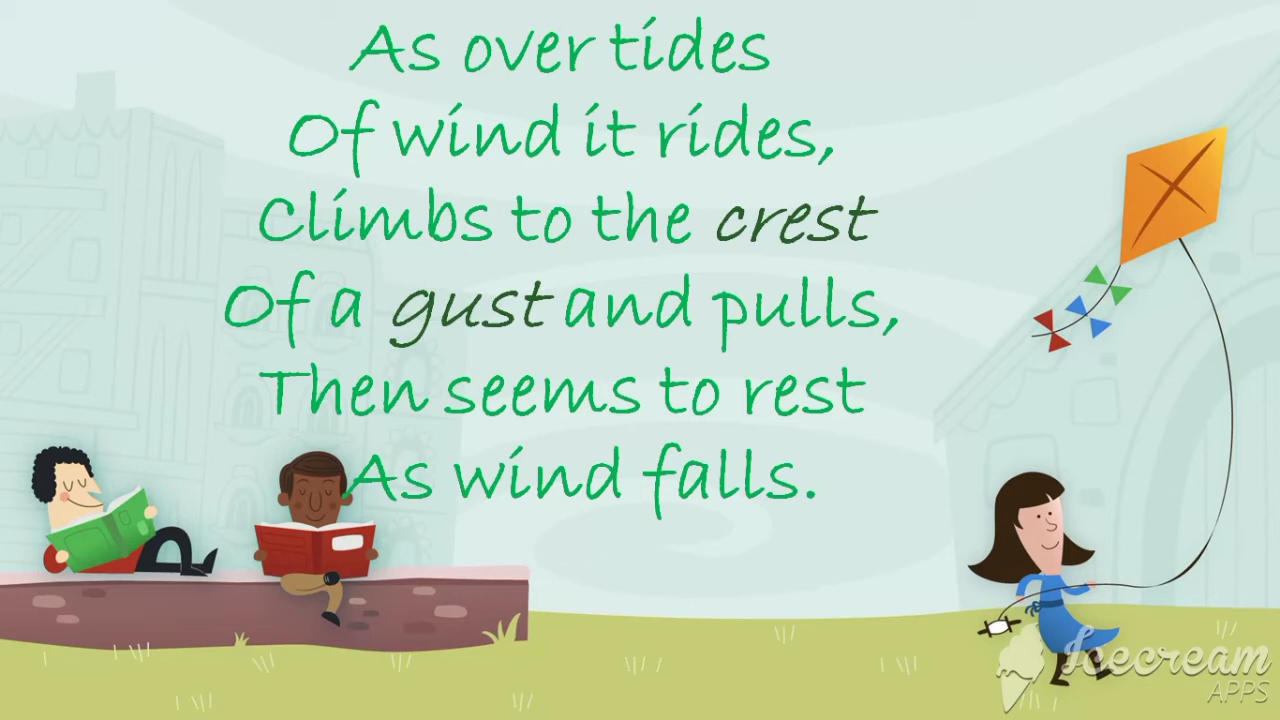 As over tides
Of wind it rides,
Climbs to the crest
Of a gust and pulls,
Then seems to rest
As wind falls.
Icecream
APPS